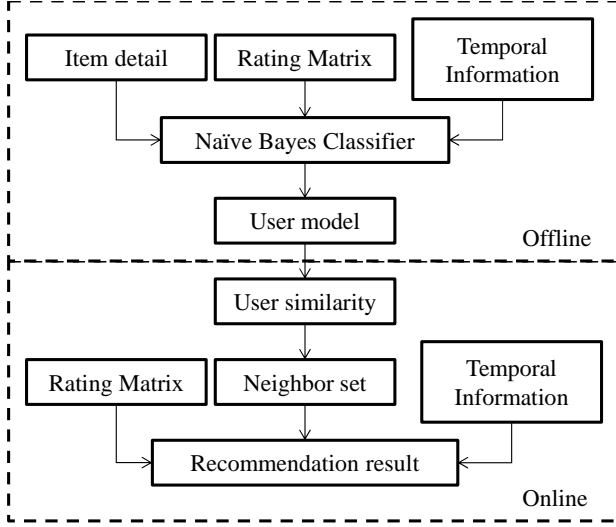 Item detail
Rating Matrix
Temporal
Information
Naïve Bayes Classifier
User model
Offline
User similarity
Rating Matrix
Neighbor set
Temporal
Information
Recommendation result
Online